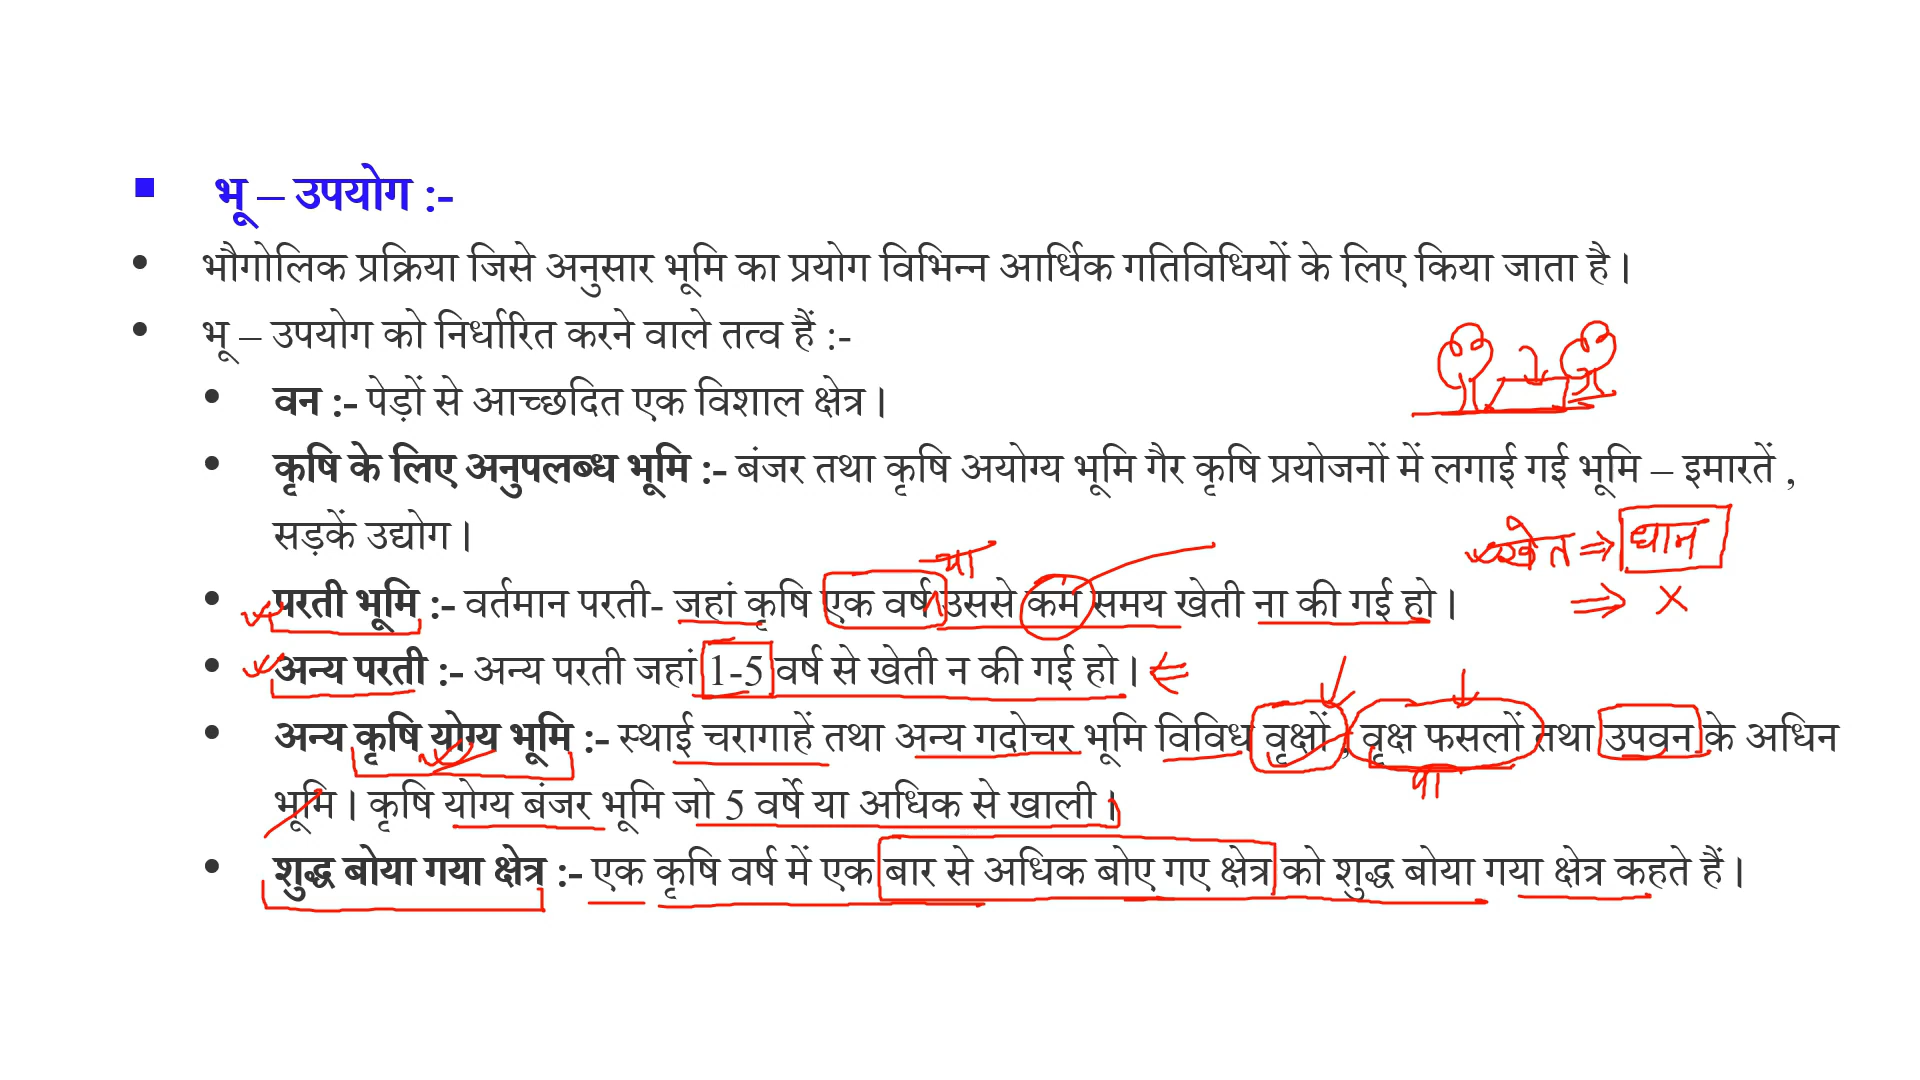 भू – उपयोग :-
भौगोलिक प्रक्रिया जिसे अनुसार भूमि का प्रयोग विभिन्न आर्धिक गतिविधियों के लिए किया जाता है।
भू – उपयोग को निर्धारित करने वाले तत्व हैं :-
वन :- पेड़ों से आच्छदित एक विशाल क्षेत्र।
कृषि के लिए अनुपलब्ध भूमि :- बंजर तथा कृषि अयोग्य भूमि गैर कृषि प्रयोजनों में लगाई गई भूमि – इमारतें ,
सड़कें उद्योग।
खेत ⇒ धान
या
परती भूमि :- वर्तमान परती- जहां कृषि एक वर्ष उससे कम समय खेती ना की गई हो।
⇒ ×
अन्य परती :- अन्य परती जहां 1-5 वर्ष से खेती न की गई हो।
अन्य कृषि योग्य भूमि :- स्थाई चरागाहें तथा अन्य गदोचर भूमि विविध वृक्षों , वृक्ष फसलों तथा उपवन के अधिन
या
भूमि। कृषि योग्य बंजर भूमि जो 5 वर्षे या अधिक से खाली।
शुद्ध बोया गया क्षेत्र :- एक कृषि वर्ष में एक बार से अधिक बोए गए क्षेत्र को शुद्ध बोया गया क्षेत्र कहते हैं।